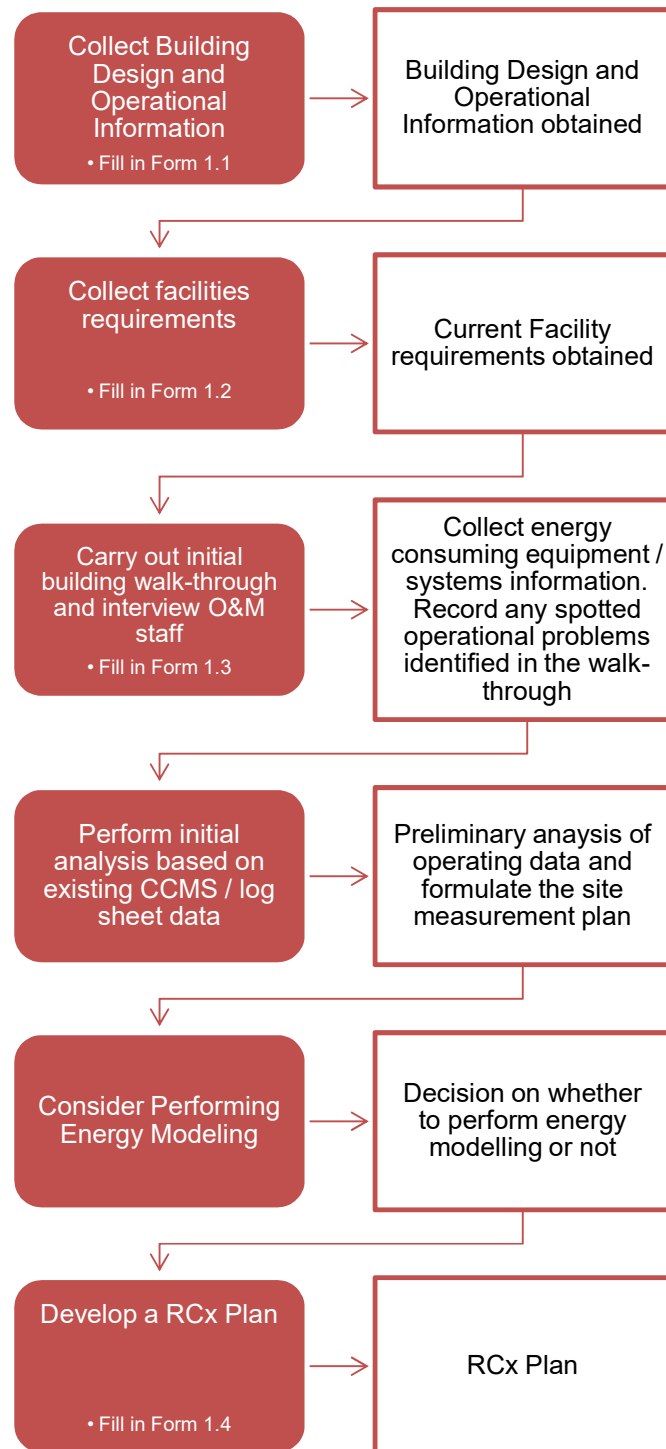 Collect Building
Design and
Operational
Information
• Fill in Form 1.1
Building Design and
Operational
Information obtained
Collect facilities
requirements
• Fill in Form 1.2
Current Facility
requirements obtained
Carry out initial
building walk-through
and interview O&M
staff
• Fill in Form 1.3
Collect energy
consuming equipment /
systems information.
Record any spotted
operational problems
identified in the walk-
through
Perform initial
analysis based on
existing CCMS / log
sheet data
Preliminary anaysis of
operating data and
formulate the site
measurement plan
Consider Performing
Energy Modeling
Decision on whether
to perform energy
modelling or not
Develop a RCx Plan
• Fill in Form 1.4
RCx Plan